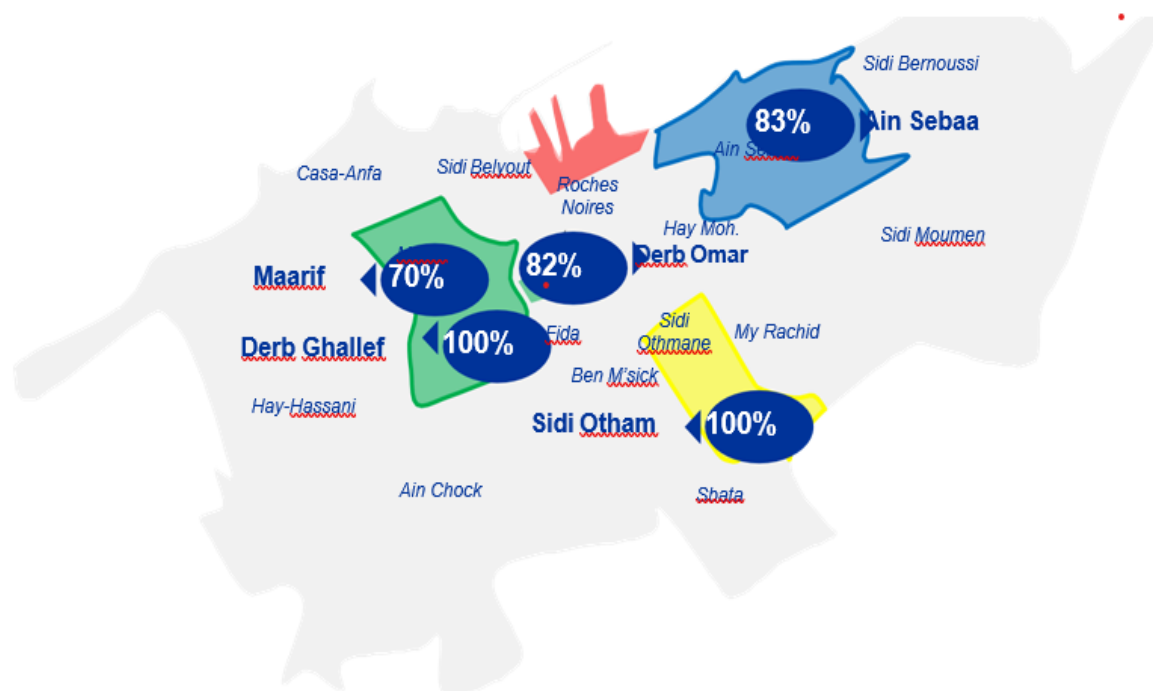 Sidi Bernoussi
83%
Ain Sebaa
Casa-Anfa
Sidi Belyout
Roches
Noires
Hay Moh.
Sidi Moumen
Maarif
70%
82%
Derb Omar
Derb Ghallef
100%
Fida
Sidi
Othmane
My Rachid
Ben M'sick
Hay-Hassani
Sidi Otham
100%
Ain Chock
Sbata